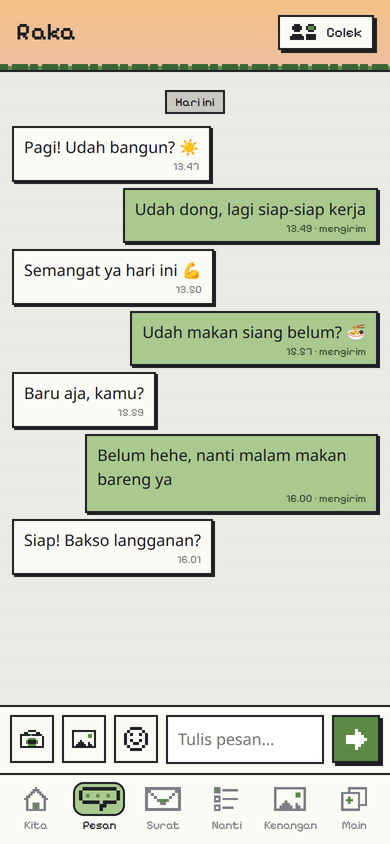 Raka
Colek
Hari ini
Pagi! Udah bangun? ☀️
13.47
Udah dong, lagi siap-siap kerja
13.49 · mengirim
Semangat ya hari ini 💪
13.50
Udah makan siang belum? 🍜
15.57 · mengirim
Baru aja, kamu?
15.59
Belum hehe, nanti malam makan
bareng ya
16.00 · mengirim
Siap! Bakso langganan?
16.01
Tulis pesan...
Kita
Pesan
Surat
Nanti
Kenangan
Main